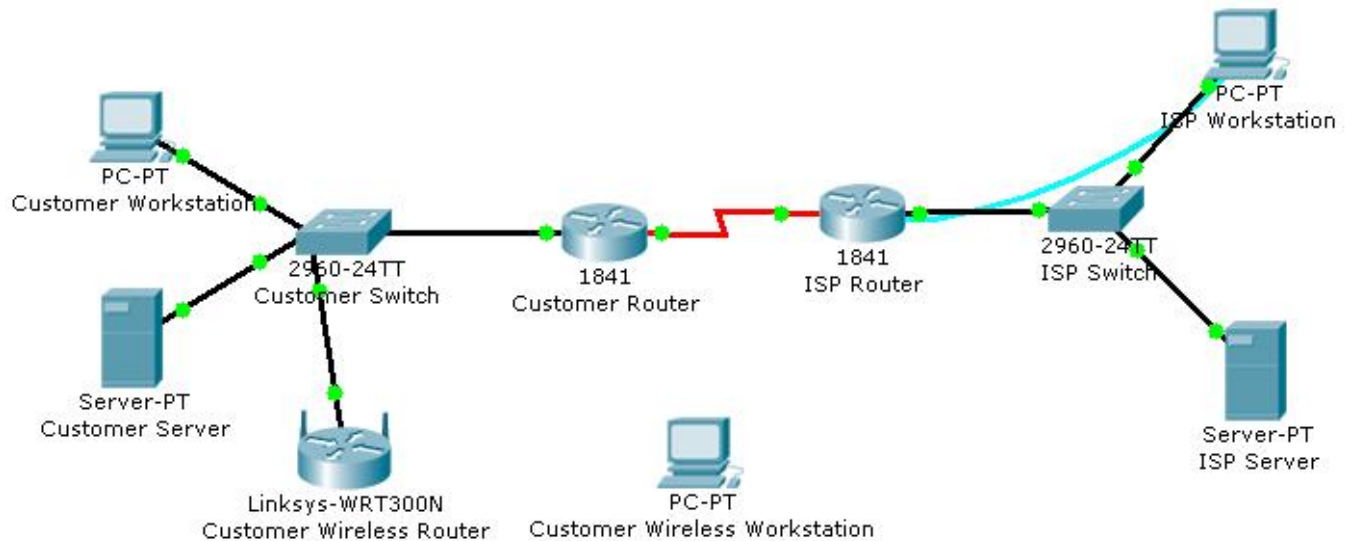 PC-PT
ISP Workstation
PC-PT
Customer Workstation
2960-24TT
Customer Switch
1841
Customer Router
1841
ISP Router
2960-24TT
ISP Switch
Server-PT
Customer Server
Server-PT
ISP Server
Linksys-WRT300N
Customer Wireless Router
PC-PT
Customer Wireless Workstation